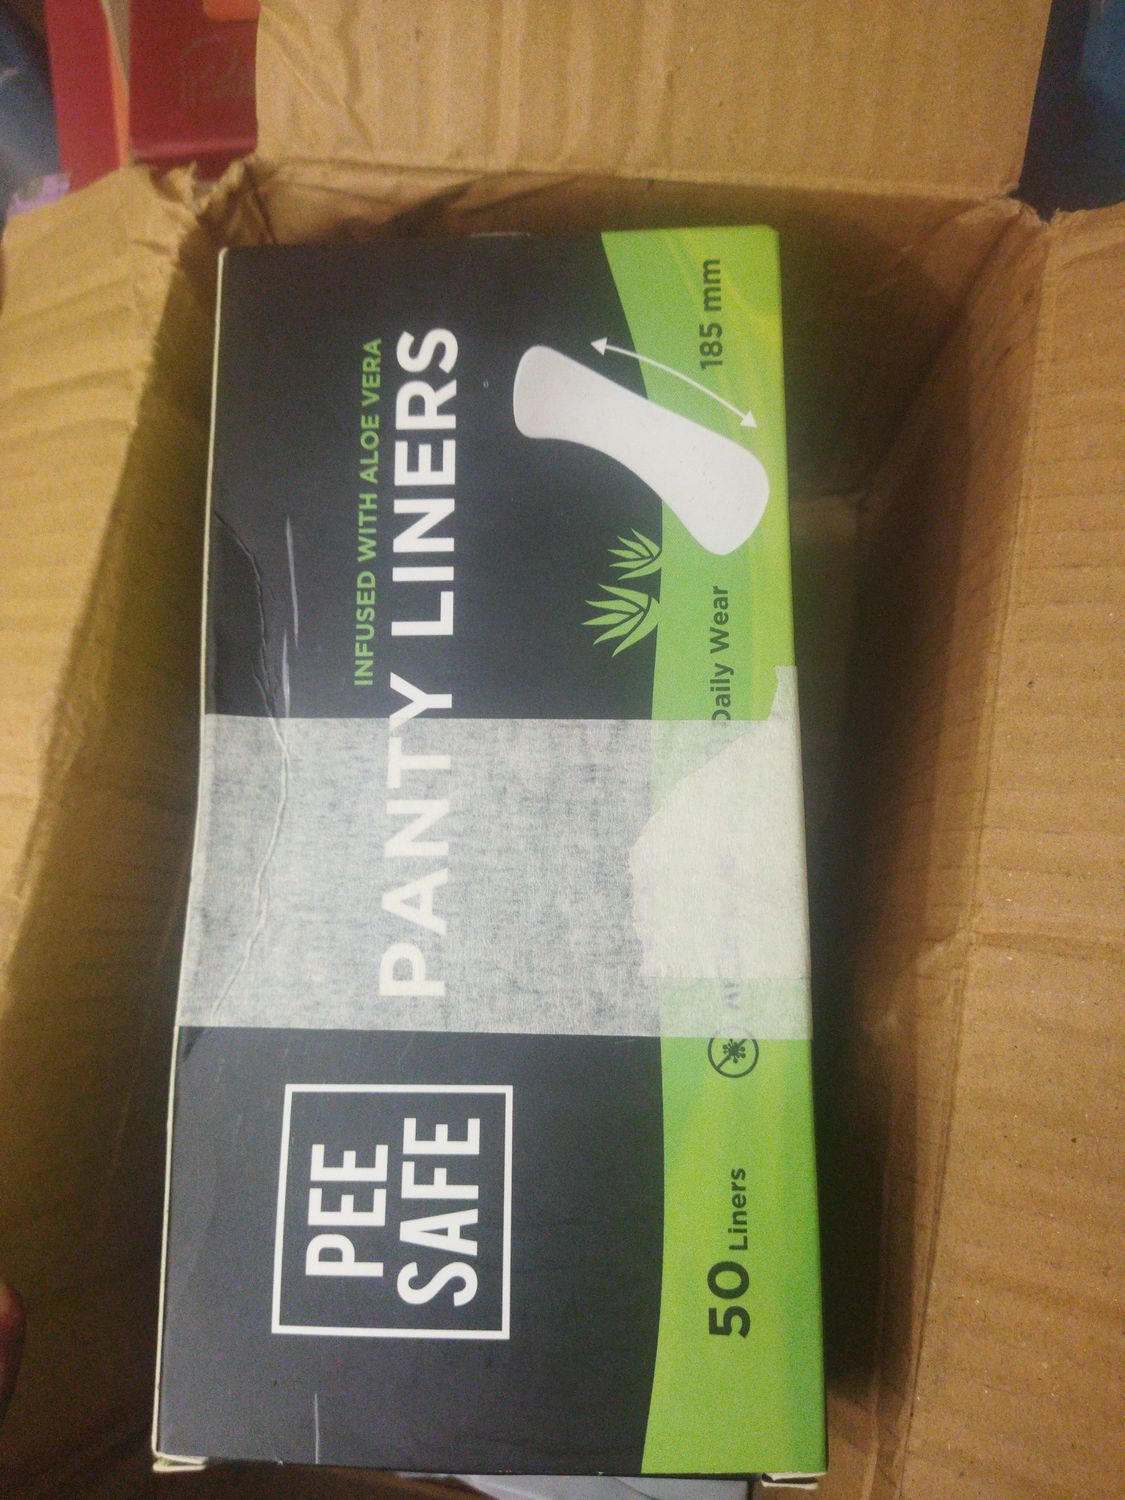 PEE
SAFE
INFUSED WITH ALOE VERA
PANTY LINERS
50 Liners
Daily Wear
185 mm